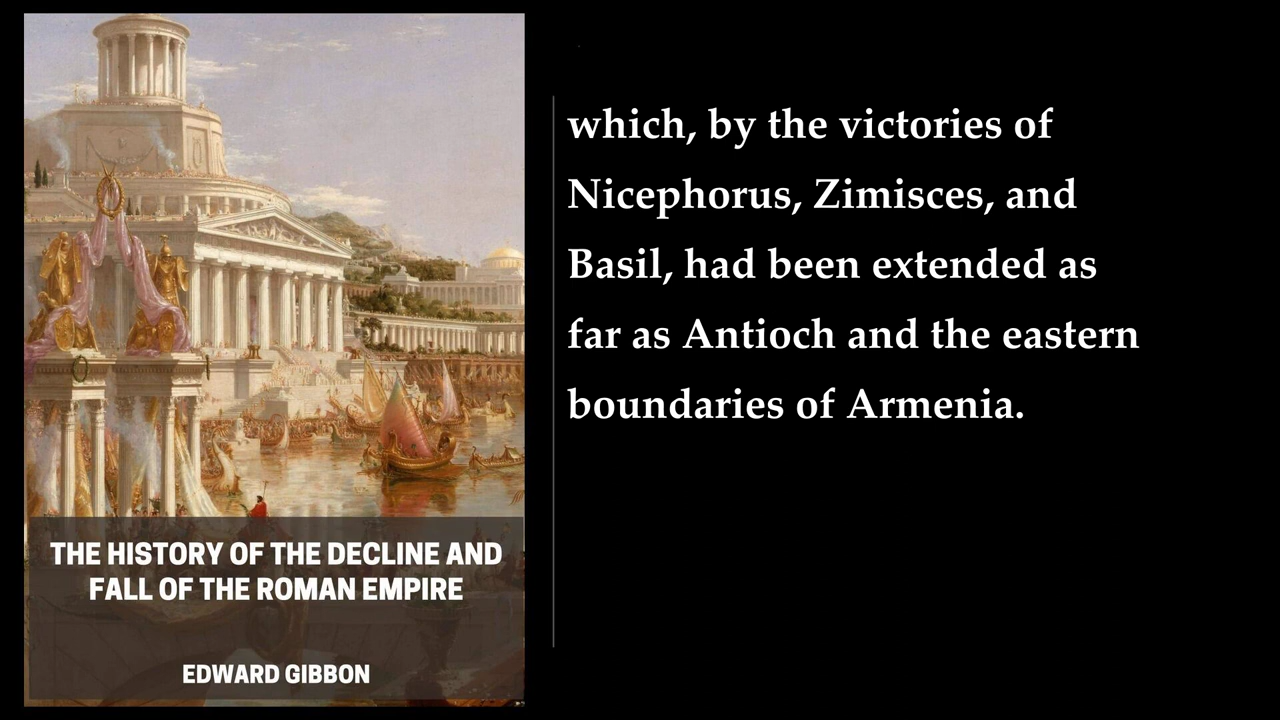 THE HISTORY OF THE DECLINE AND
FALL OF THE ROMAN EMPIRE
EDWARD GIBBON
which, by the victories of
Nicephorus, Zimisces, and
Basil, had been extended as
far as Antioch and the eastern
boundaries of Armenia.